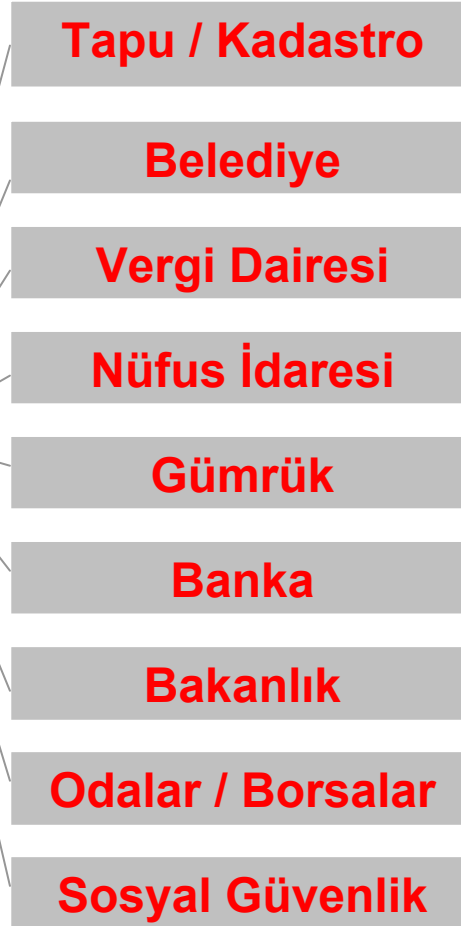 Tapu / Kadastro
Belediye
Vergi Dairesi
Nüfus İdaresi
Gümrük
Banka
Bakanlık
Odalar / Borsalar
Sosyal Güvenlik